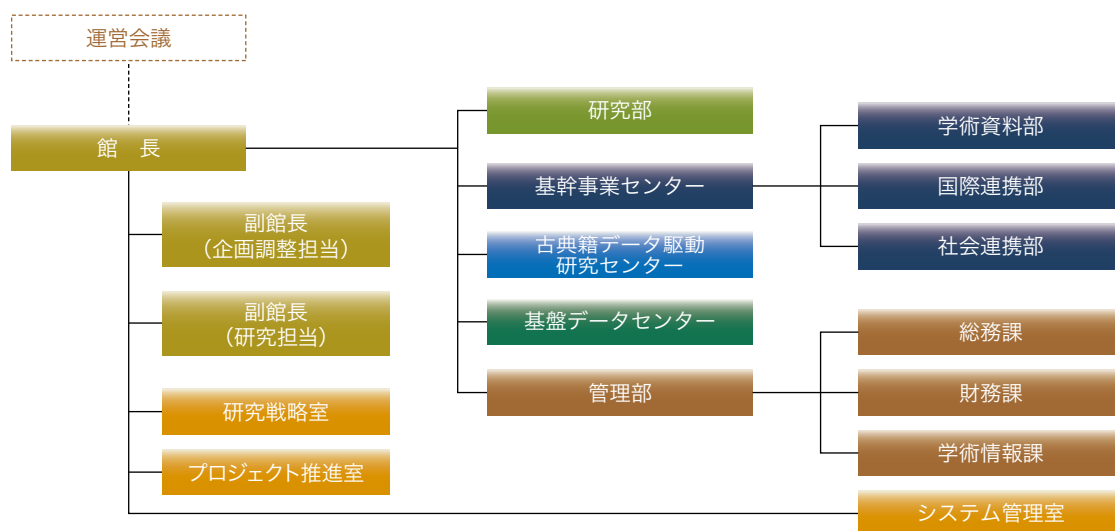 運営会議
館　長
副館長
（企画調整担当）
副館長
（研究担当）
研究戦略室
プロジェクト推進室
研究部
基幹事業センター
古典籍データ駆動
研究センター
基盤データセンター
管理部
学術資料部
国際連携部
社会連携部
総務課
財務課
学術情報課
システム管理室